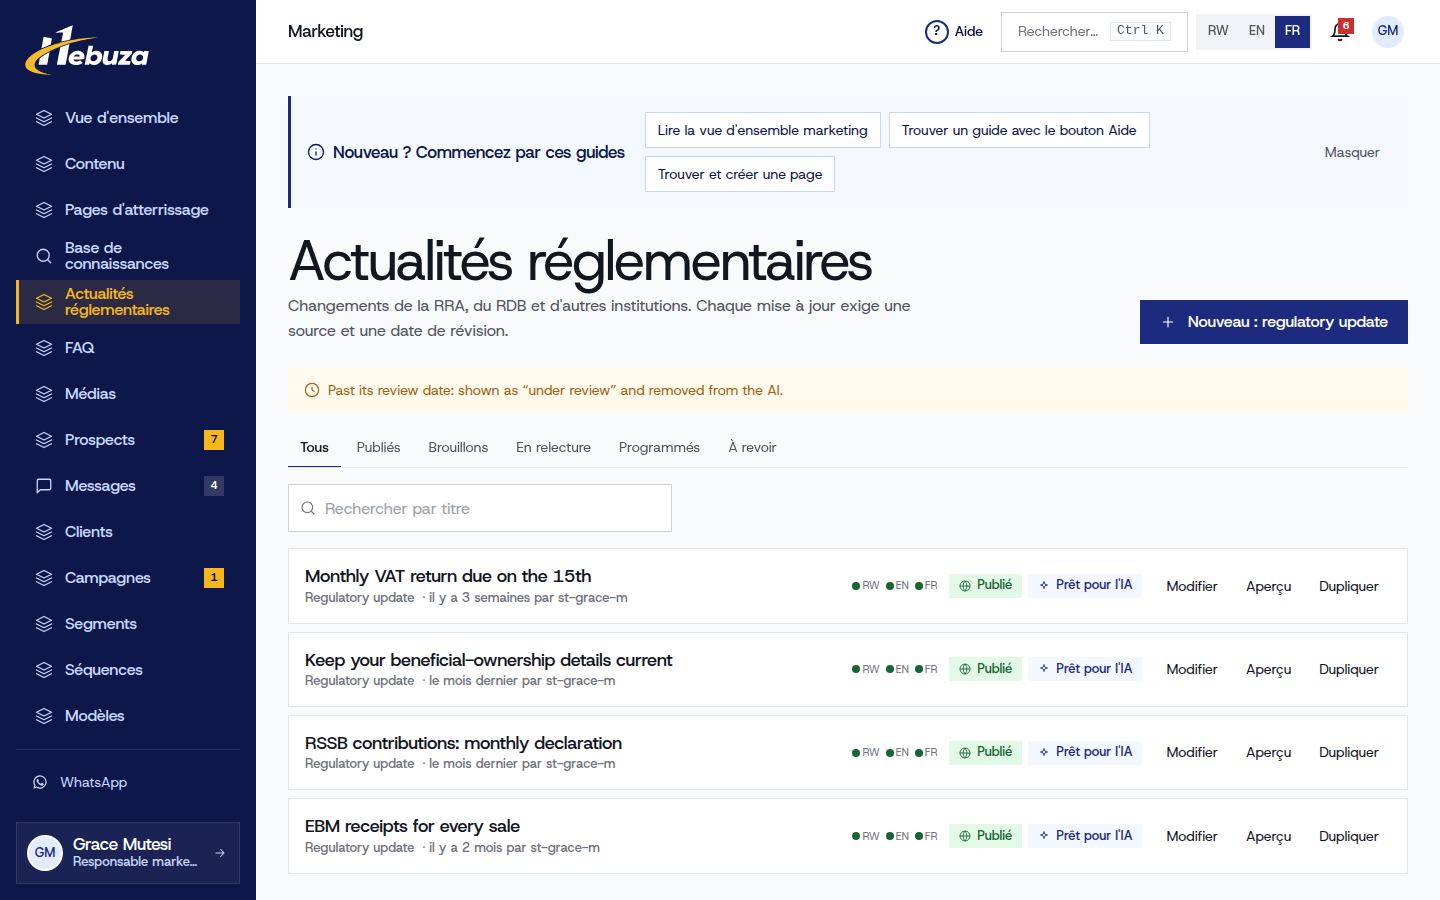 Hebuza
Vue d'ensemble
Contenu
Pages d'atterrissage
Base de
connaissances
Actualités
réglementaires
FAQ
Médias
Prospects 7
Messages 4
Clients
Campagnes 1
Segments
Séquences
Modèles
WhatsApp
GM Grace Mutesi
Responsable marke…
Marketing
? Aide
Rechercher… Ctrl K
RW EN FR
6
GM
Nouveau ? Commencez par ces guides
Lire la vue d'ensemble marketing
Trouver un guide avec le bouton Aide
Trouver et créer une page
Masquer
Actualités réglementaires
Changements de la RRA, du RDB et d'autres institutions. Chaque mise à jour exige une
source et une date de révision.
Nouveau : regulatory update
Past its review date: shown as “under review” and removed from the AI.
Tous Publiés Brouillons En relecture Programmés À revoir
Rechercher par titre
Monthly VAT return due on the 15th
Regulatory update · il y a 3 semaines par st-grace-m
RW EN FR Publié Prêt pour l'IA Modifier Aperçu Dupliquer
Keep your beneficial-ownership details current
Regulatory update · le mois dernier par st-grace-m
RW EN FR Publié Prêt pour l'IA Modifier Aperçu Dupliquer
RSSB contributions: monthly declaration
Regulatory update · le mois dernier par st-grace-m
RW EN FR Publié Prêt pour l'IA Modifier Aperçu Dupliquer
EBM receipts for every sale
Regulatory update · il y a 2 mois par st-grace-m
RW EN FR Publié Prêt pour l'IA Modifier Aperçu Dupliquer